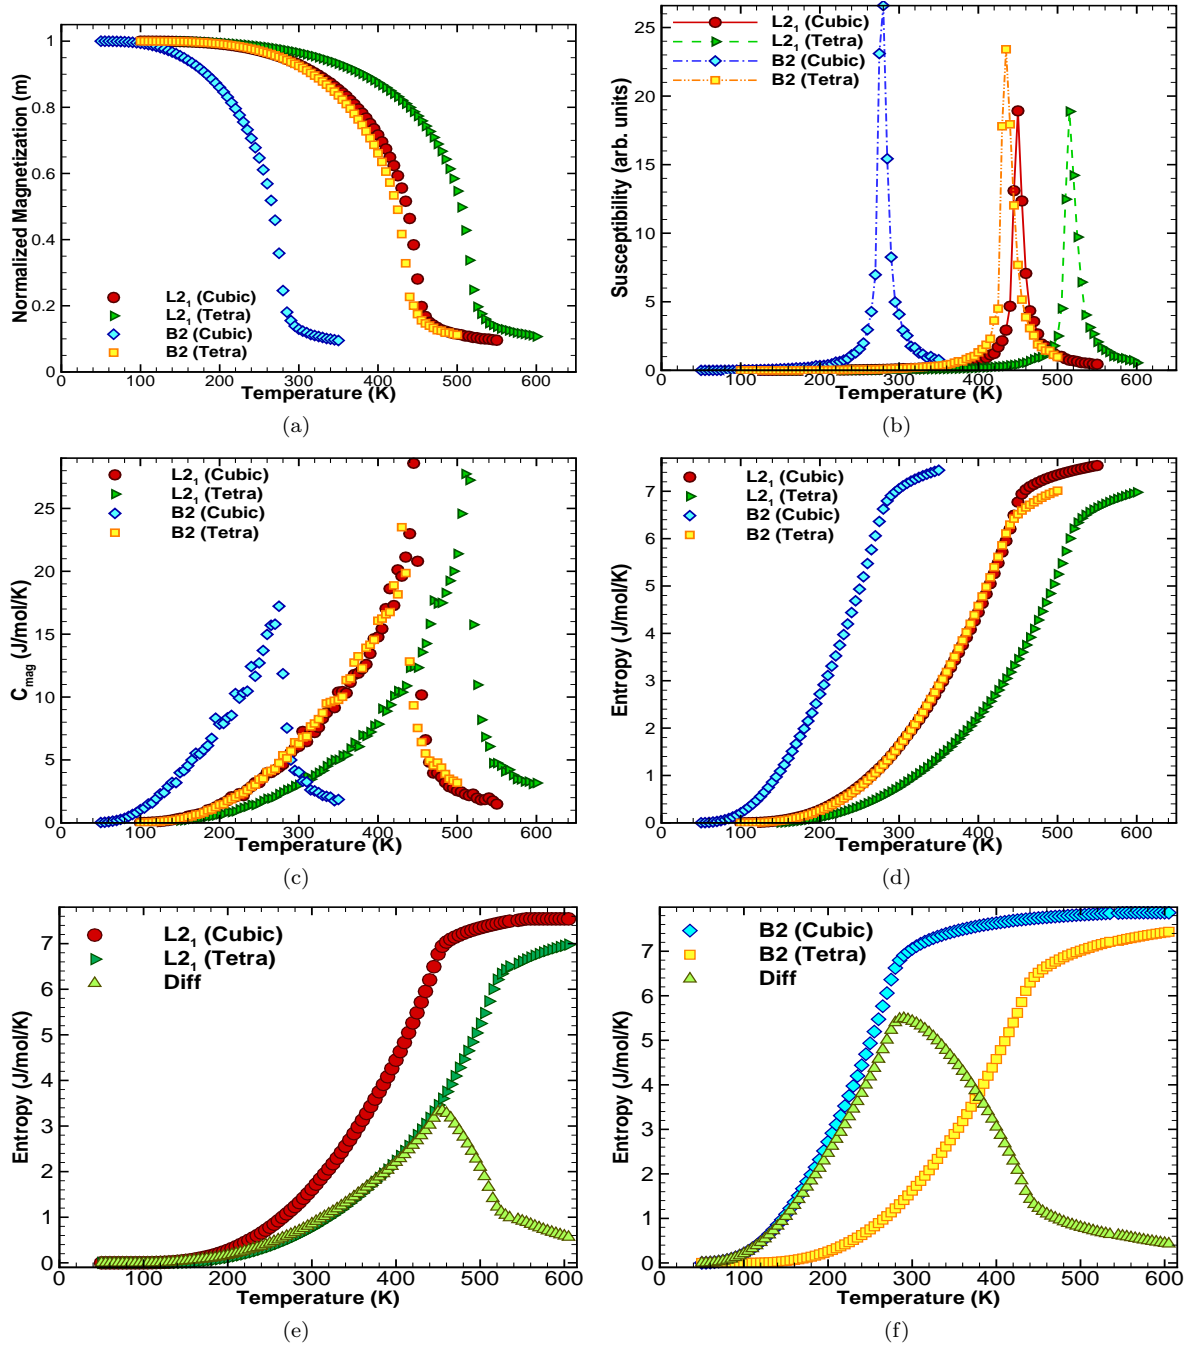 Normalized Magnetization (m)
1
0.8
0.6
0.4
0.2
0
L2₁ (Cubic)
L2₁ (Tetra)
B2 (Cubic)
B2 (Tetra)
0 100 200 300 400 500 600
Temperature (K)
(a)
Susceptibility (arb. units)
25
20
15
10
5
0
L2₁ (Cubic)
L2₁ (Tetra)
B2 (Cubic)
B2 (Tetra)
0 100 200 300 400 500 600
Temperature (K)
(b)
C_mag (J/mol/K)
25
20
15
10
5
0
L2₁ (Cubic)
L2₁ (Tetra)
B2 (Cubic)
B2 (Tetra)
0 100 200 300 400 500 600
Temperature (K)
(c)
Entropy (J/mol/K)
7
6
5
4
3
2
1
0
L2₁ (Cubic)
L2₁ (Tetra)
B2 (Cubic)
B2 (Tetra)
0 100 200 300 400 500 600
Temperature (K)
(d)
Entropy (J/mol/K)
7
6
5
4
3
2
1
0
L2₁ (Cubic)
L2₁ (Tetra)
Diff
0 100 200 300 400 500 600
Temperature (K)
(e)
Entropy (J/mol/K)
7
6
5
4
3
2
1
0
B2 (Cubic)
B2 (Tetra)
Diff
0 100 200 300 400 500 600
Temperature (K)
(f)